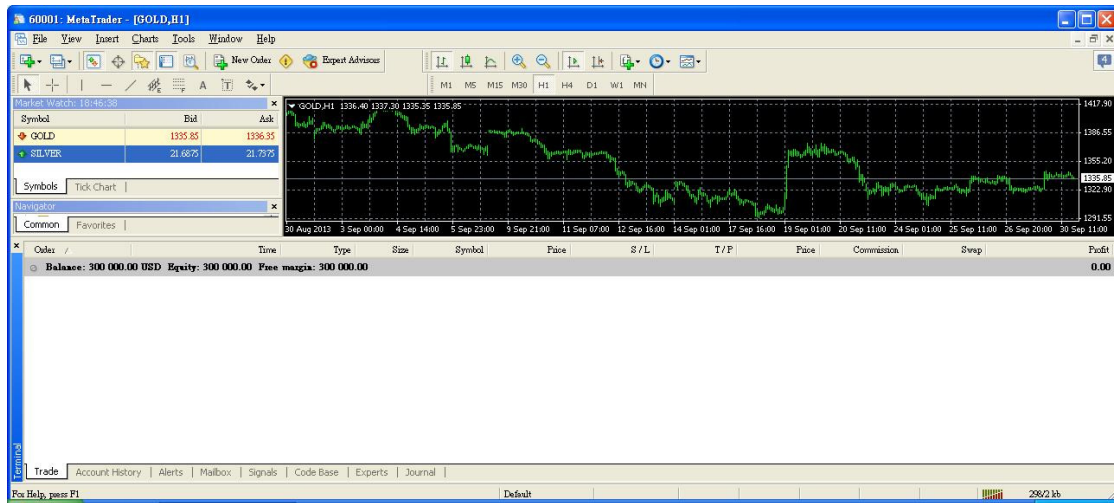 60001: MetaTrader - [GOLD,H1]
File View Insert Charts Tools Window Help
New Order Expert Advisors 4
A T M1 M5 M15 M30 H1 H4 D1 W1 MN
Market Watch: 18:46:38
Symbol Bid Ask
GOLD 1335.85 1336.35
SILVER 21.6875 21.7375
Symbols Tick Chart
Navigator
Common Favorites
GOLD,H1 1336.40 1337.30 1335.35 1335.85
1417.90
1386.55
1355.20
1335.85
1322.90
1291.55
30 Aug 2013 3 Sep 00:00 4 Sep 14:00 5 Sep 23:00 9 Sep 21:00 11 Sep 07:00 12 Sep 16:00 14 Sep 01:00 17 Sep 16:00 19 Sep 01:00 20 Sep 11:00 24 Sep 01:00 25 Sep 11:00 26 Sep 20:00 30 Sep 11:00
Order / Time Type Size Symbol Price S / L T / P Price Commission Swap Profit
Balance: 300 000.00 USD Equity: 300 000.00 Free margin: 300 000.00 0.00
Terminal
Trade Account History Alerts Mailbox Signals Code Base Experts Journal
For Help, press F1 Default 298/2 kb